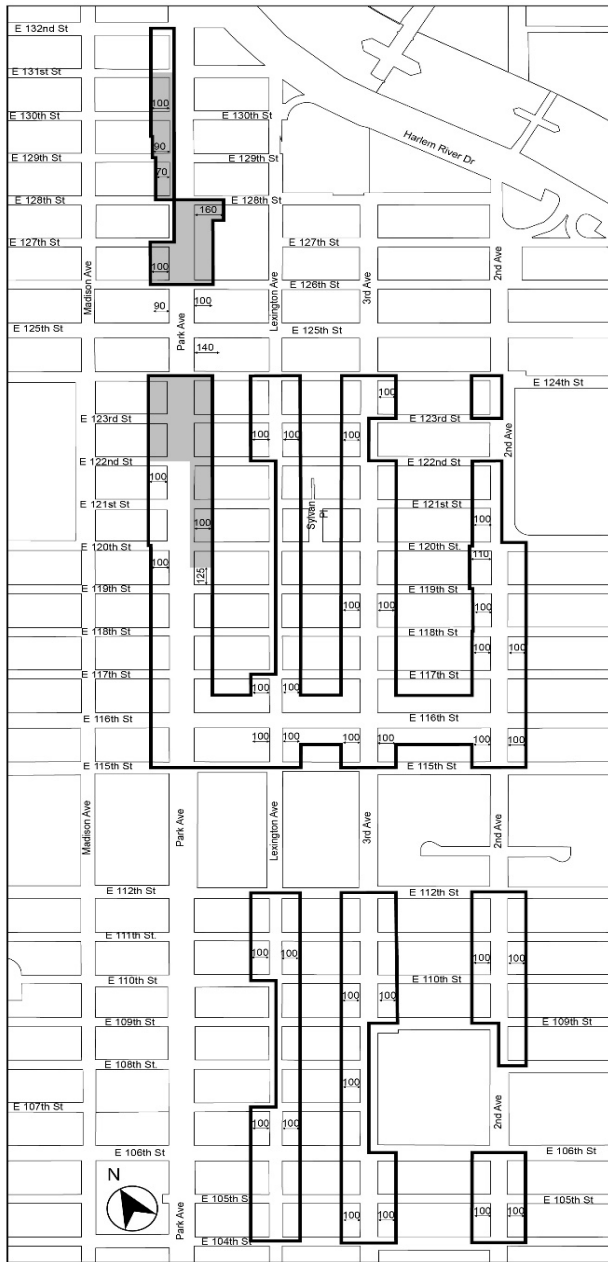 E 132nd St
E 131st St
100
E 130th St
E 130th St
Harlem River Dr
90
E 129th St
E 129th St
70
E 128th St
160
E 128th St
E 127th St
E 127th St
100
Madison Ave
Park Ave
Lexington Ave
3rd Ave
2nd Ave
E 126th St
90
100
E 125th St
E 125th St
140
E 124th St
100
E 123rd St
E 123rd St
100
100
100
2nd Ave
E 122nd St
E 122nd St
100
E 121st St
E 121st St
100
100
Sylvan
Pl
E 120th St
E 120th St.
100
110
125
E 119th St
E 119th St
100
100
100
E 118th St
E 118th St
100
100
E 117th St
E 117th St
100
100
E 116th St
E 116th St
100
100
100
100
100
100
E 115th St
E 115th St
Madison Ave
Park Ave
Lexington Ave
3rd Ave
2nd Ave
E 112th St
E 112th St
E 111th St.
100
100
100
100
E 110th St
E 110th St
100
100
E 109th St
E 109th St
E 108th St.
100
E 107th St
100
100
2nd Ave
E 106th St
E 106th St
N
E 105th St
E 105th St
Park Ave
100
100
100
100
E 104th St